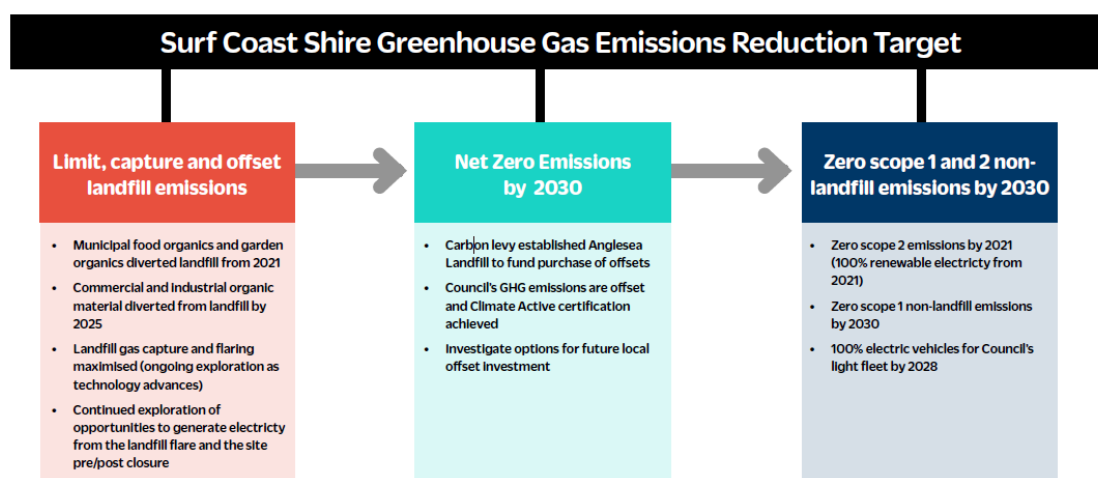 Surf Coast Shire Greenhouse Gas Emissions Reduction Target
Limit, capture and offset
landfill emissions
• Municipal food organics and garden
organics diverted landfill from 2021
• Commercial and industrial organic
material diverted from landfill by
2025
• Landfill gas capture and flaring
maximised (ongoing exploration as
technology advances)
• Continued exploration of
opportunities to generate electricty
from the landfill flare and the site
pre/post closure
Net Zero Emissions
by 2030
• Carbon levy established Anglesea
Landfill to fund purchase of offsets
• Council's GHG emissions are offset
and Climate Active certification
achieved
• Investigate options for future local
offset investment
Zero scope 1 and 2 non-
landfill emissions by 2030
• Zero scope 2 emissions by 2021
(100% renewable electricty from
2021)
• Zero scope 1 non-landfill emissions
by 2030
• 100% electric vehicles for Council's
light fleet by 2028